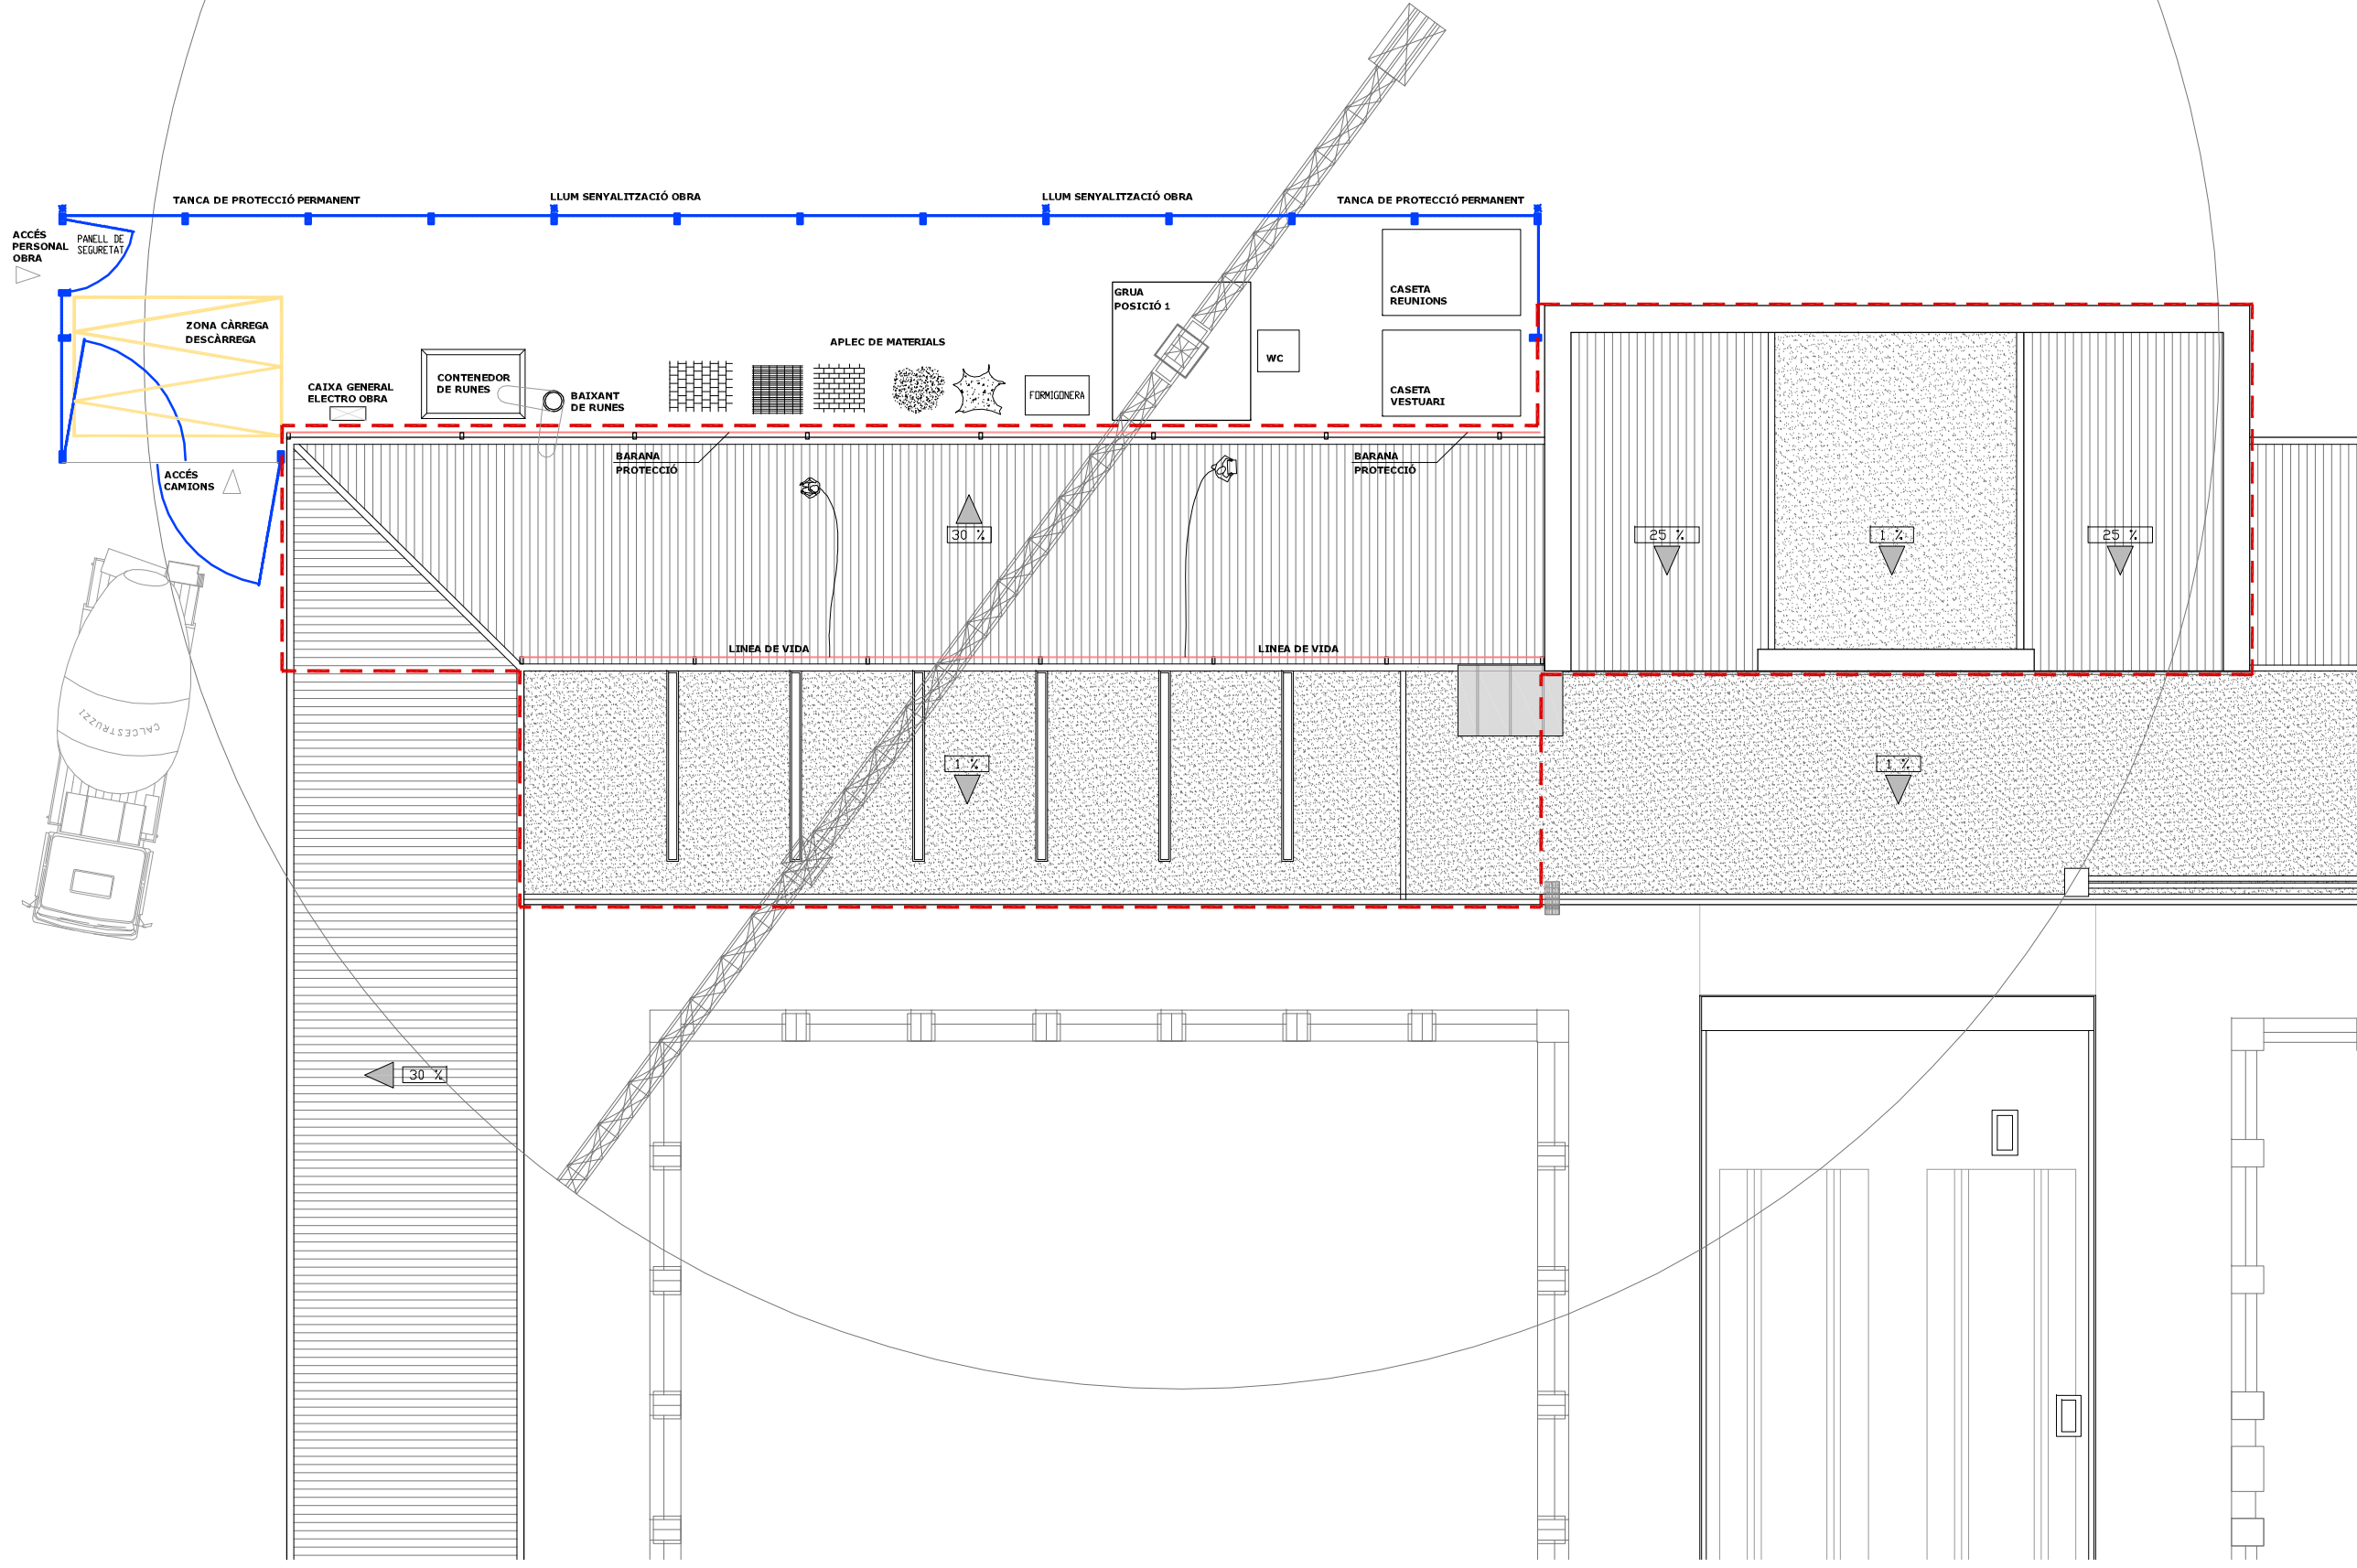 TANCA DE PROTECCIÓ PERMANENT
LLUM SENYALITZACIÓ OBRA
LLUM SENYALITZACIÓ OBRA
TANCA DE PROTECCIÓ PERMANENT
ACCÉS
PERSONAL
OBRA
PANELL DE
SEGURETAT
ZONA CÀRREGA
DESCÀRREGA
CAIXA GENERAL
ELECTRO OBRA
CONTENEDOR
DE RUNES
BAIXANT
DE RUNES
APLEC DE MATERIALS
FORMIGONERA
GRUA
POSICIÓ 1
WC
CASETA
REUNIONS
CASETA
VESTUARI
ACCÉS
CAMIONS
BARANA
PROTECCIÓ
BARANA
PROTECCIÓ
30 %
25 %
1 %
25 %
LINEA DE VIDA
LINEA DE VIDA
CALCESTRUZZI
1 %
1 %
30 %